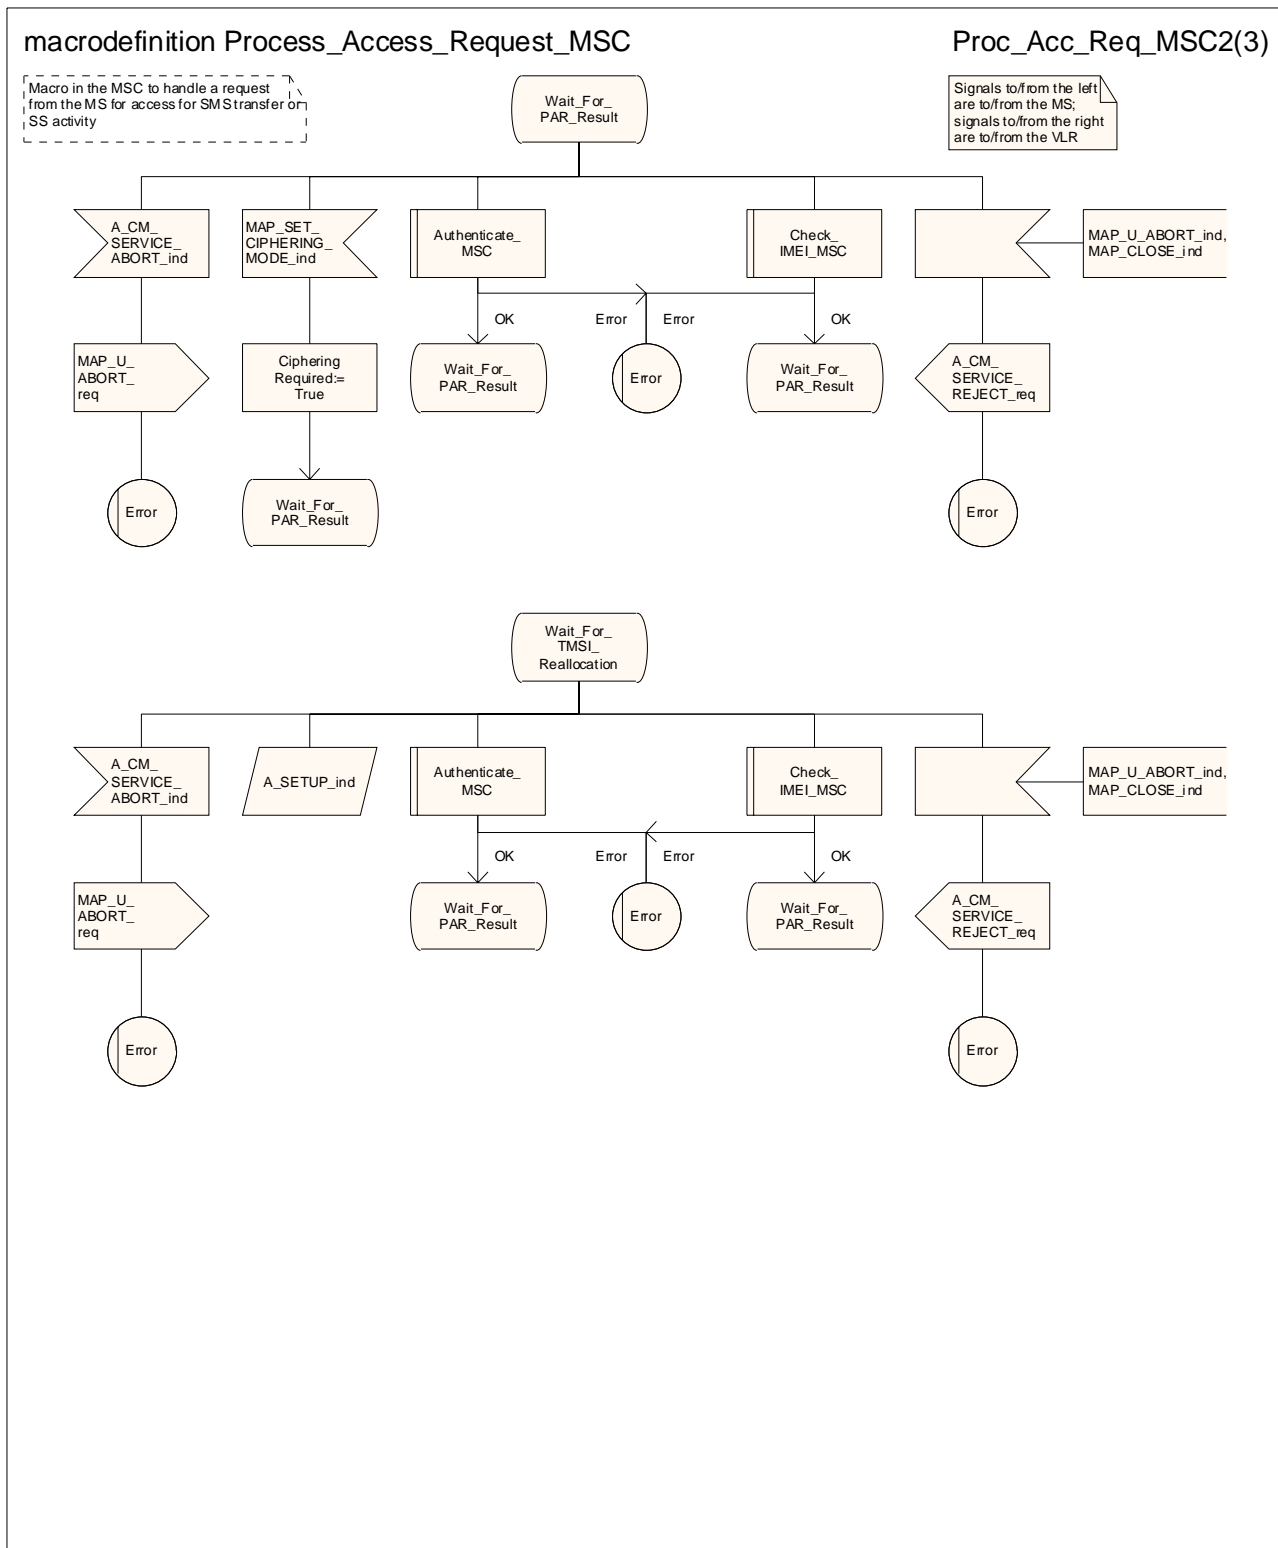 macrodefinition Process_Access_Request_MSC
Proc_Acc_Req_MSC2(3)
Macro in the MSC to handle a request
from the MS for access for SMS transfer or
SS activity
Wait_For_
PAR_Result
Signals to/from the left
are to/from the MS;
signals to/from the right
are to/from the VLR
A_CM_
SERVICE_
ABORT_ind
MAP_SET_
CIPHERING_
MODE_ind
Authenticate_
MSC
Check_
IMEI_MSC
MAP_U_ABORT_ind,
MAP_CLOSE_ind
OK
Error
Error
OK
MAP_U_
ABORT_
req
Ciphering
Required:=
True
Wait_For_
PAR_Result
Error
Wait_For_
PAR_Result
A_CM_
SERVICE_
REJECT_req
Error
Wait_For_
PAR_Result
Error
Wait_For_
TMSI_
Reallocation
A_CM_
SERVICE_
ABORT_ind
A_SETUP_ind
Authenticate_
MSC
Check_
IMEI_MSC
MAP_U_ABORT_ind,
MAP_CLOSE_ind
OK
Error
Error
OK
MAP_U_
ABORT_
req
Wait_For_
PAR_Result
Error
Wait_For_
PAR_Result
A_CM_
SERVICE_
REJECT_req
Error
Error